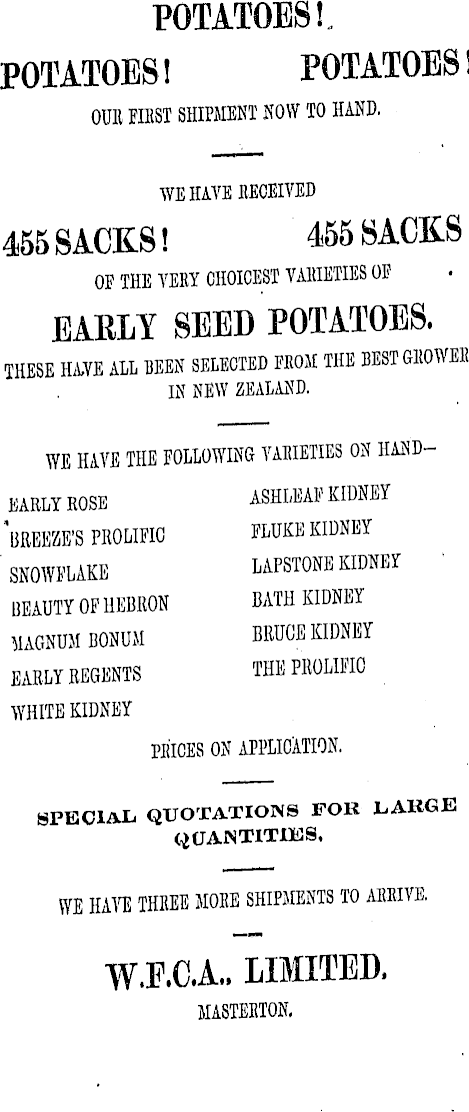 POTATOES!
POTATOES! POTATOES!
OUR FIRST SHIPMENT NOW TO HAND.
WE HAVE RECEIVED
455 SACKS! 455 SACKS
OF THE VERY CHOICEST VARIETIES OF
EARLY SEED POTATOES.
THESE HAVE ALL BEEN SELECTED FROM THE BEST GROWER
IN NEW ZEALAND.
WE HAVE THE FOLLOWING VARIETIES ON HAND—
EARLY ROSE
BREEZE'S PROLIFIC
SNOWFLAKE
BEAUTY OF HEBRON
MAGNUM BONUM
EARLY REGENTS
WHITE KIDNEY
ASHLEAF KIDNEY
FLUKE KIDNEY
LAPSTONE KIDNEY
BATH KIDNEY
BRUCE KIDNEY
THE PROLIFIC
PRICES ON APPLICATION.
SPECIAL QUOTATIONS FOR LARGE
QUANTITIES.
WE HAVE THREE MORE SHIPMENTS TO ARRIVE.
W.F.C.A., LIMITED.
MASTERTON.